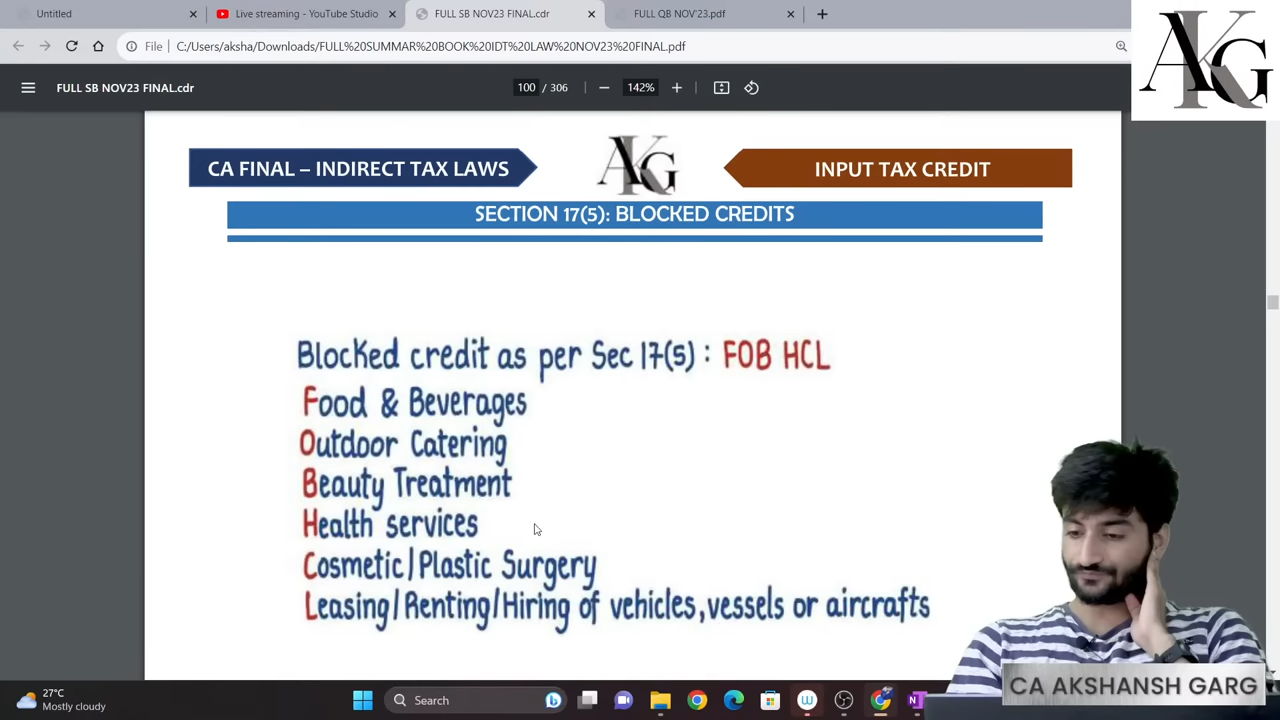 Untitled
Live streaming - YouTube Studio
FULL SB NOV23 FINAL.cdr
FULL QB NOV'23.pdf
File
C:/Users/aksha/Downloads/FULL%20SUMMAR%20BOOK%20IDT%20LAW%20NOV23%20FINAL.pdf
AKG
FULL SB NOV23 FINAL.cdr
100 / 306
142%
CA FINAL – INDIRECT TAX LAWS
AKG
INPUT TAX CREDIT
SECTION 17(5): BLOCKED CREDITS
Blocked credit as per Sec 17(5) : FOB HCL
Food & Beverages
Outdoor Catering
Beauty Treatment
Health services
Cosmetic/Plastic Surgery
Leasing/Renting/Hiring of vehicles, vessels or aircrafts
CA AKSHANSH GARG
27°C
Mostly cloudy
Search